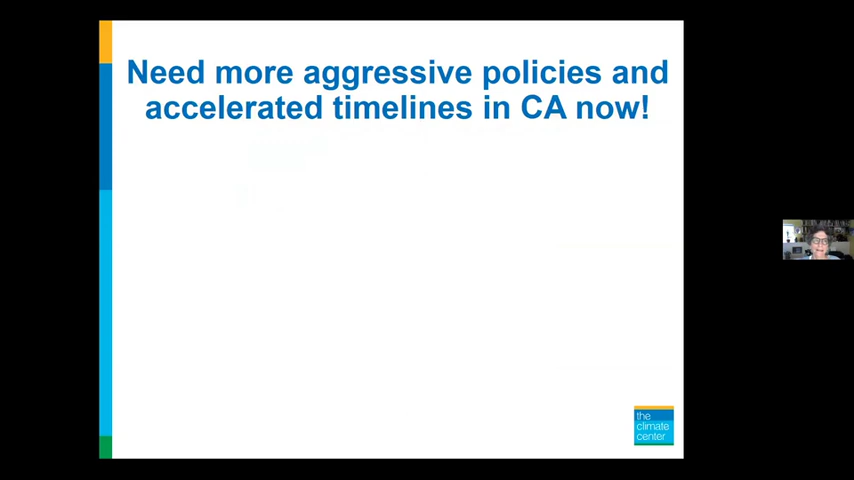 Need more aggressive policies and
accelerated timelines in CA now!
the
climate
center